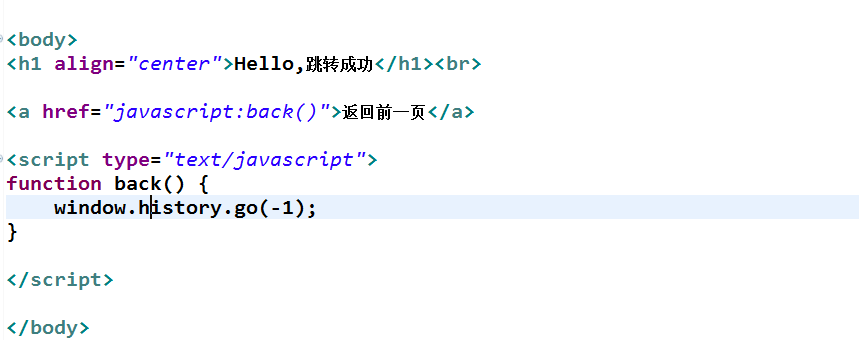 <body>
<h1 align="center">Hello,跳转成功</h1><br>
<a href="javascript:back()">返回前一页</a>
<script type="text/javascript">
function back() {
    window.history.go(-1);
}
</script>
</body>